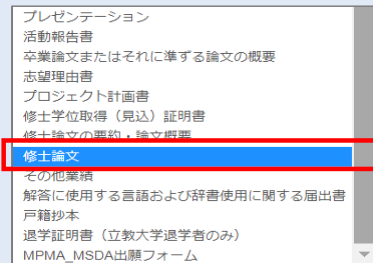 プレゼンテーション
活動報告書
卒業論文またはそれに準ずる論文の概要
志望理由書
プロジェクト計画書
修士学位取得（見込）証明書
修士論文の要約・論文概要
修士論文
その他業績
解答に使用する言語および辞書使用に関する届出書
戸籍抄本
退学証明書（立教大学退学者のみ）
MPMA_MSDA出願フォーム